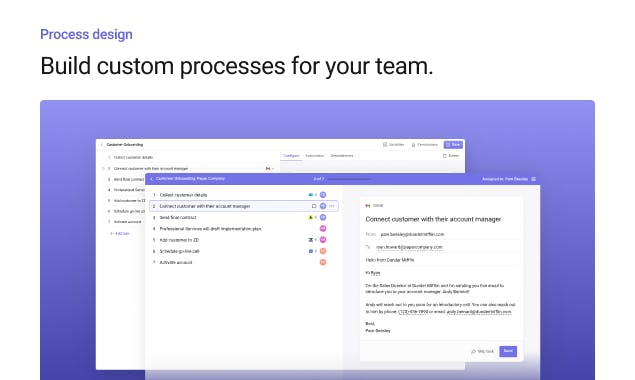 Process design
Build custom processes for your team.
Customer Onboarding
Variables
Permissions
Save
1 Collect customer details
Configure
Automation
Dependencies
Delete
2 Connect customer with their account manager
3 Send final con
4 Professional Servi
5 Add customer to ZD
6 Schedule go-live ca
7 Activate account
+ Add task
Customer Onboarding: Paper Company
Assigned to: Pam Beesley
1 Collect customer details
2 Connect customer with their account manager
3 Send final contract
4 Professional Services will draft implementation plan.
5 Add customer to ZD
6 Schedule go-live call
7 Activate account
Gmail
Connect customer with their account manager
From pam.beesley@dundermifflin.com
To ryan.howard@papercompany.com
Hello from Dundar Mifflin
Hi Ryan,
I'm the Sales Director at Dunder Mifflin and I'm sending you this email to
introduce you to your account manager, Andy Bernard!
Andy will reach out to you soon for an introductory call. You can also reach out
to him by phone: (123)-456-7890 or email: andy.bernard@dundermifflin.com.
Best,
Pam Beesley
Skip task
Send